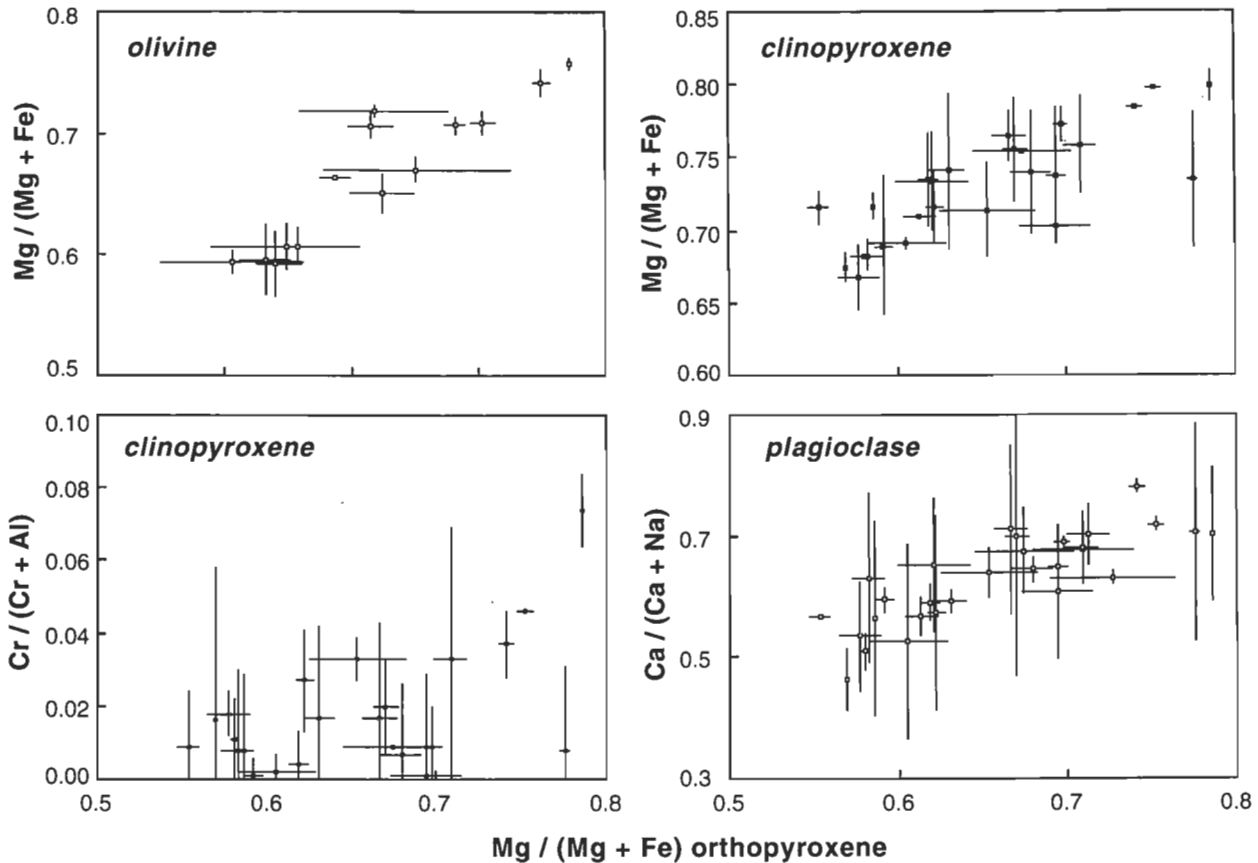 olivine
Mg / (Mg + Fe)
0.8
0.7
0.6
0.5
clinopyroxene
Mg / (Mg + Fe)
0.85
0.80
0.75
0.70
0.65
0.60
clinopyroxene
Cr / (Cr + Al)
0.10
0.08
0.06
0.04
0.02
0.00
0.5 0.6 0.7 0.8
plagioclase
Ca / (Ca + Na)
0.9
0.7
0.5
0.3
0.5 0.6 0.7 0.8
Mg / (Mg + Fe) orthopyroxene